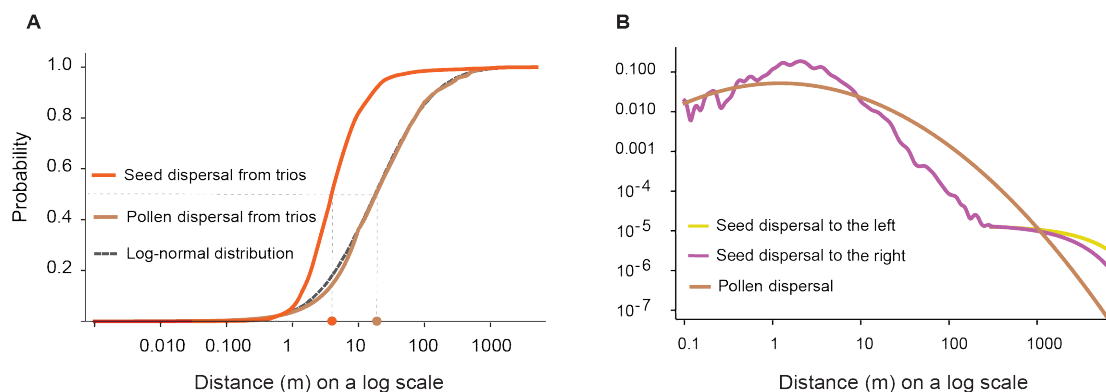 A
Probability
1.0
0.8
0.6
0.4
0.2
Seed dispersal from trios
Pollen dispersal from trios
Log-normal distribution
0.010 0.100 1 10 100 1000
Distance (m) on a log scale
B
0.100
0.010
0.001
10-4
10-5
10-6
10-7
Seed dispersal to the left
Seed dispersal to the right
Pollen dispersal
0.1 1 10 100 1000
Distance (m) on a log scale